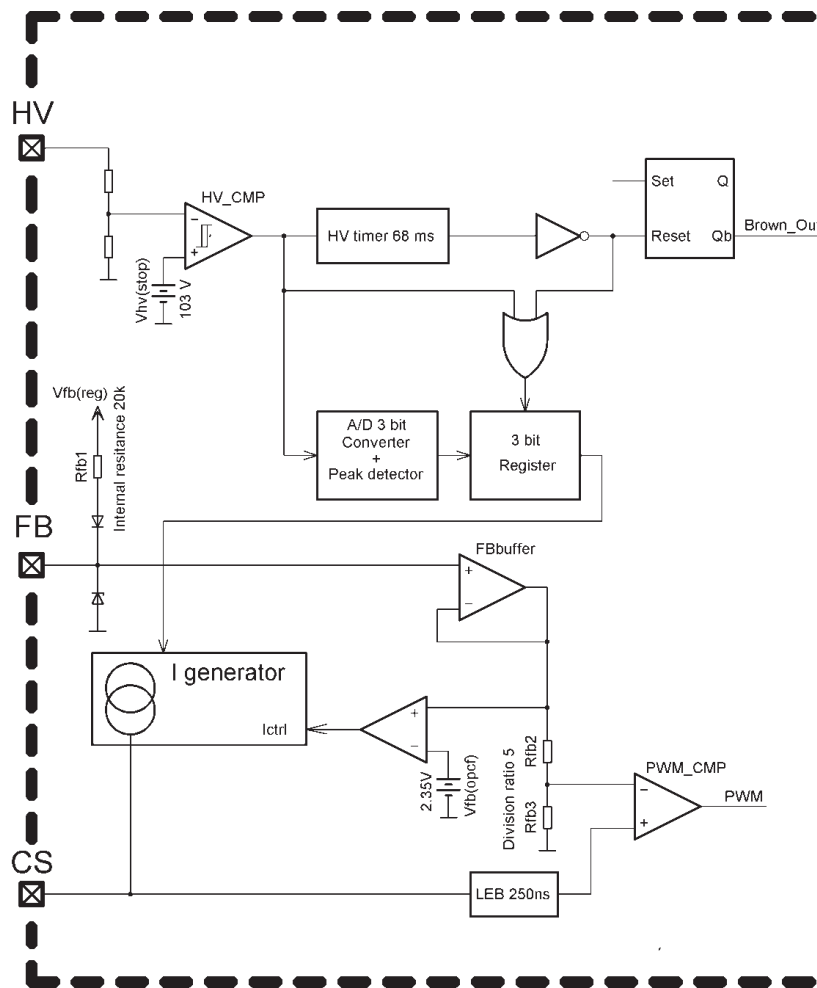 HV
HV_CMP
−
+
Vhv(stop)
103 V
HV timer 68 ms
Set
Q
Reset
Qb
Brown_Out
Vfb(reg)
Rfb1
Internal resitance 20k
A/D 3 bit
Converter
+
Peak detector
3 bit
Register
FB
FBbuffer
+
−
I generator
Ictrl
+
−
2.35V
Vfb(opcf)
Division ratio 5
Rfb2
Rfb3
PWM_CMP
−
+
PWM
CS
LEB 250ns